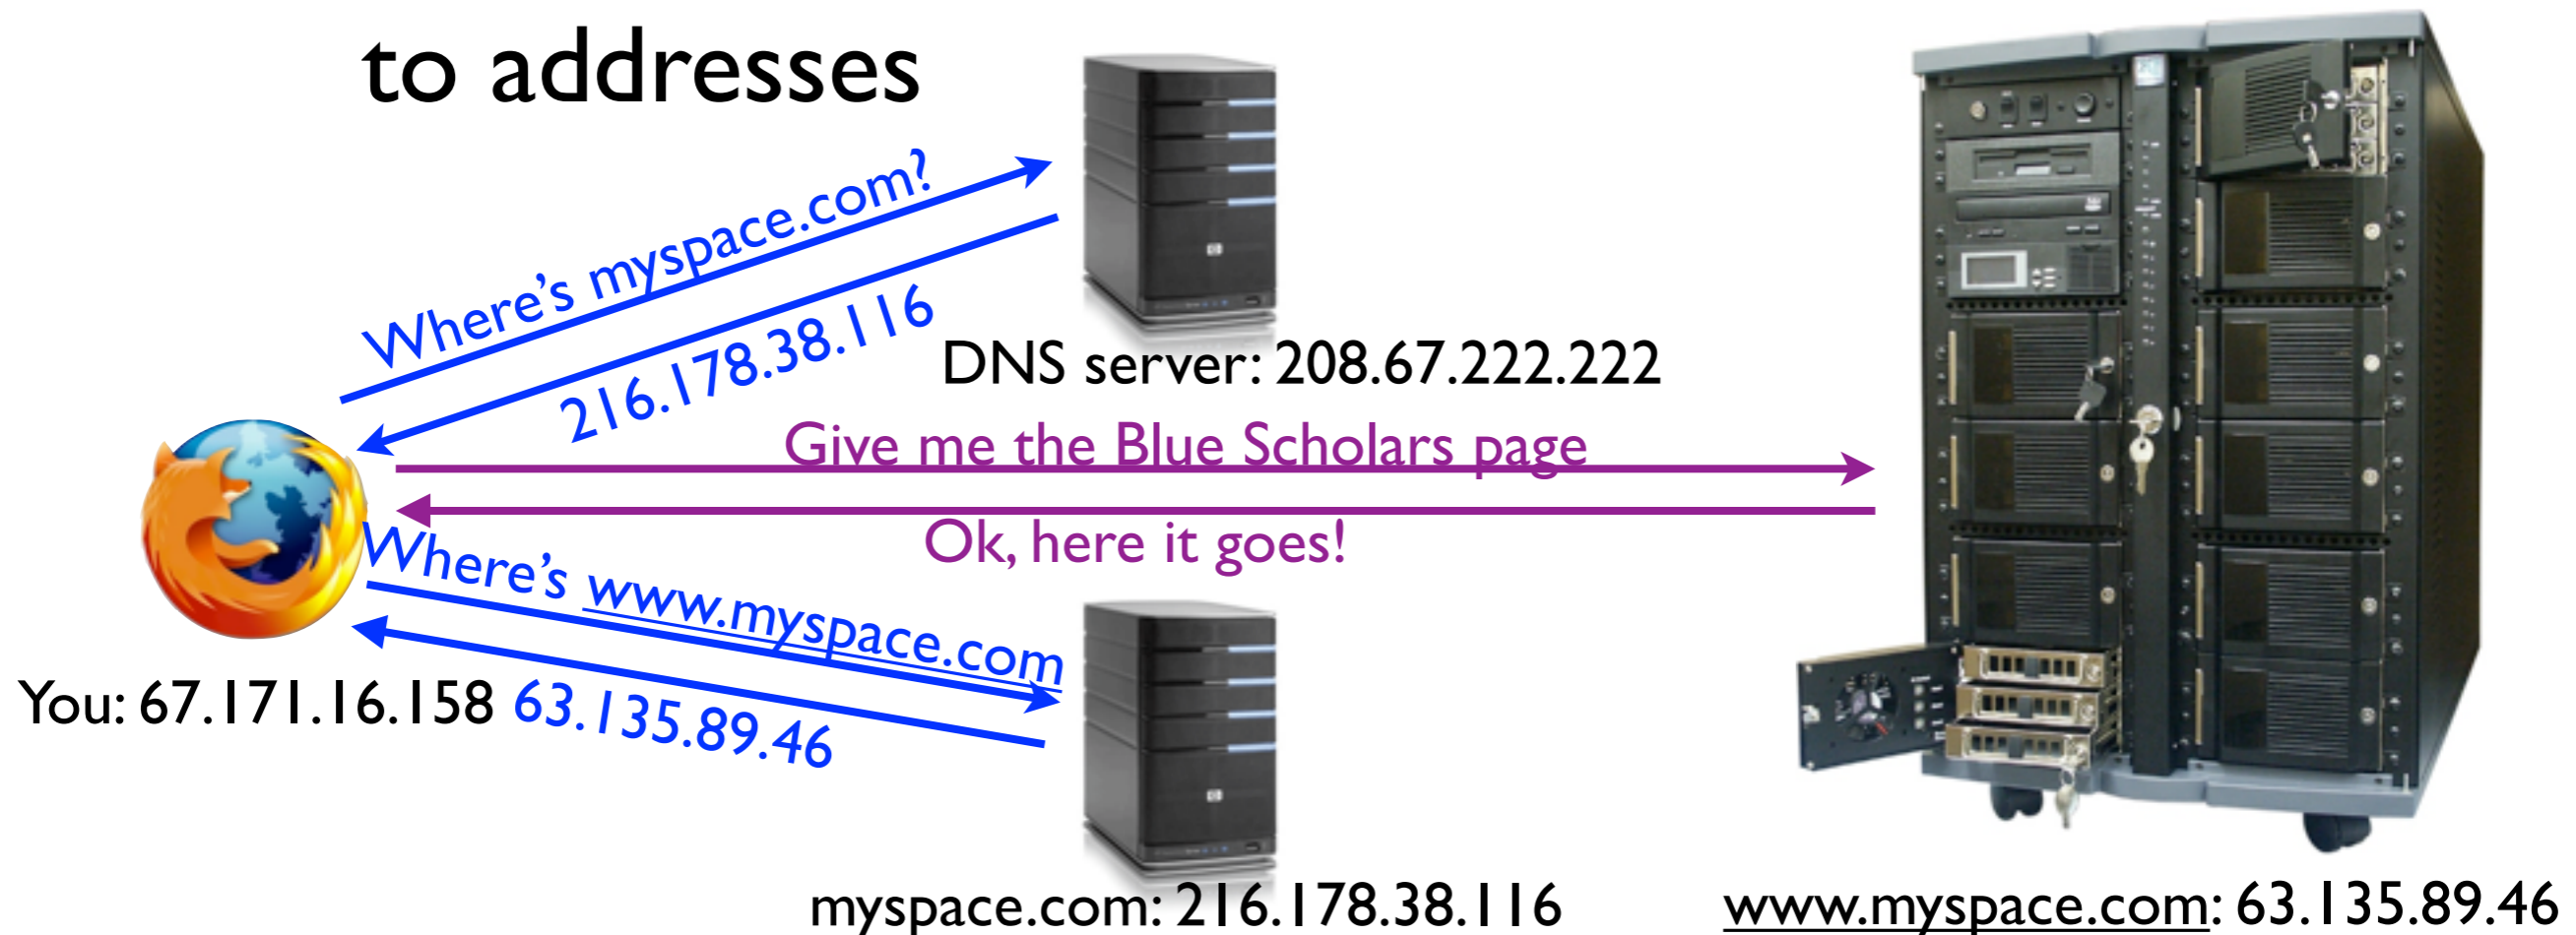 to addresses
Where's myspace.com?
216.178.38.116
DNS server: 208.67.222.222
Give me the Blue Scholars page
Ok, here it goes!
Where's www.myspace.com
You: 67.171.16.158
63.135.89.46
myspace.com: 216.178.38.116
www.myspace.com: 63.135.89.46